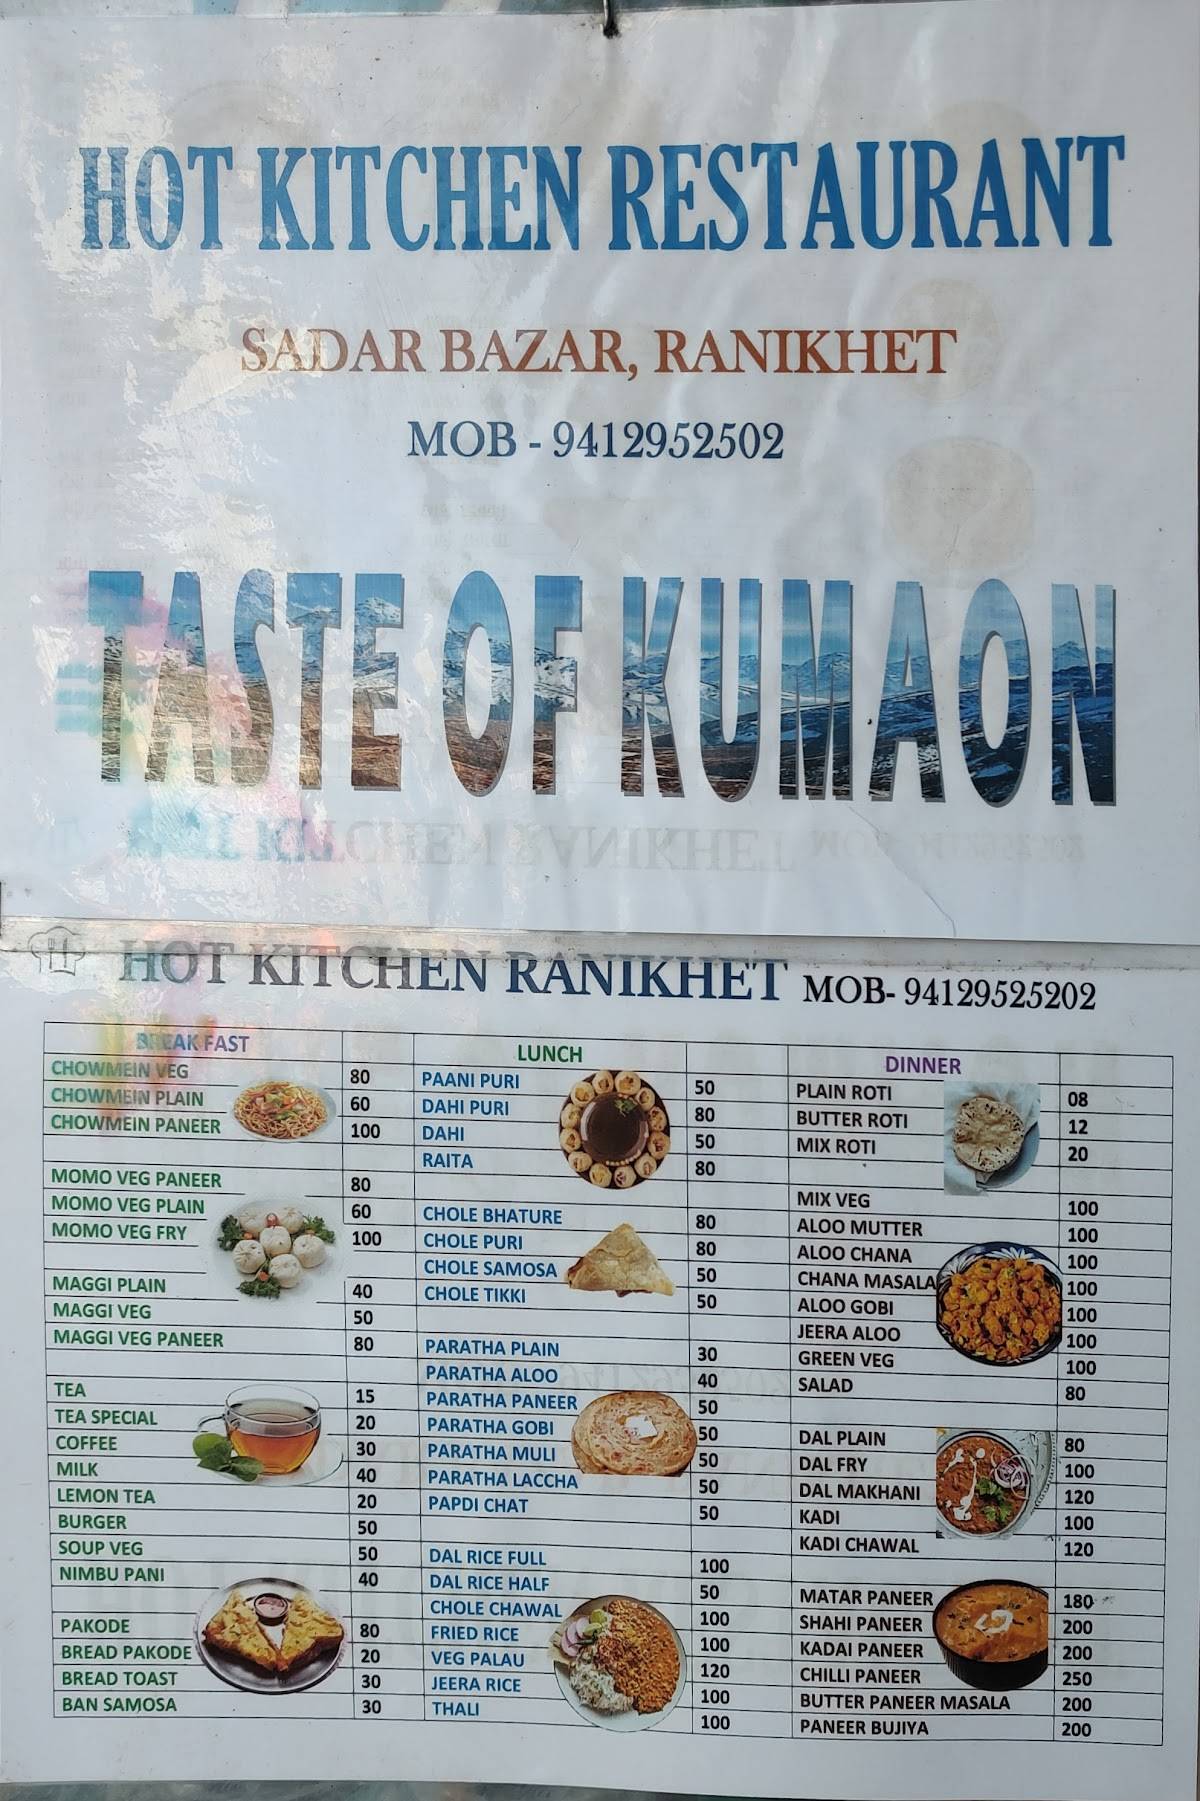 HOT KITCHEN RESTAURANT
SADAR BAZAR, RANIKHET
MOB - 9412952502
TASTE OF KUMAON
HOT KITCHEN RANIKHET MOB- 94129525202
BREAK FAST
CHOWMEIN VEG 80
CHOWMEIN PLAIN 60
CHOWMEIN PANEER 100
MOMO VEG PANEER 80
MOMO VEG PLAIN 60
MOMO VEG FRY 100
MAGGI PLAIN 40
MAGGI VEG 50
MAGGI VEG PANEER 80
TEA 15
TEA SPECIAL 20
COFFEE 30
MILK 40
LEMON TEA 20
BURGER 50
SOUP VEG 50
NIMBU PANI 40
PAKODE 80
BREAD PAKODE 20
BREAD TOAST 30
BAN SAMOSA 30
LUNCH
PAANI PURI 50
DAHI PURI 80
DAHI 50
RAITA 80
CHOLE BHATURE 80
CHOLE PURI 80
CHOLE SAMOSA 50
CHOLE TIKKI 50
PARATHA PLAIN 30
PARATHA ALOO 40
PARATHA PANEER 50
PARATHA GOBI 50
PARATHA MULI 50
PARATHA LACCHA 50
PAPDI CHAT 50
DAL RICE FULL 100
DAL RICE HALF 50
CHOLE CHAWAL 100
FRIED RICE 100
VEG PALAU 120
JEERA RICE 100
THALI 100
DINNER
PLAIN ROTI 08
BUTTER ROTI 12
MIX ROTI 20
MIX VEG 100
ALOO MUTTER 100
ALOO CHANA 100
CHANA MASALA 100
ALOO GOBI 100
JEERA ALOO 100
GREEN VEG 100
SALAD 80
DAL PLAIN 80
DAL FRY 100
DAL MAKHANI 120
KADI 100
KADI CHAWAL 120
MATAR PANEER 180
SHAHI PANEER 200
KADAI PANEER 200
CHILLI PANEER 250
BUTTER PANEER MASALA 200
PANEER BUJIYA 200